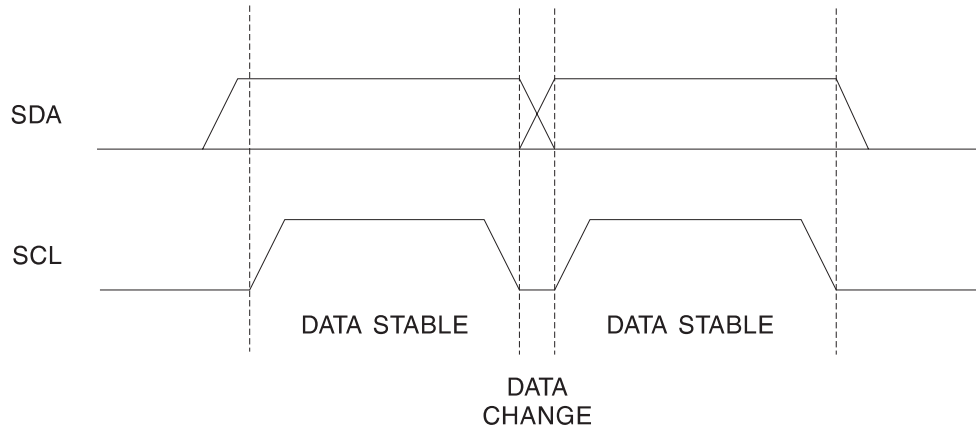 SDA
SCL
DATA STABLE
DATA STABLE
DATA
CHANGE